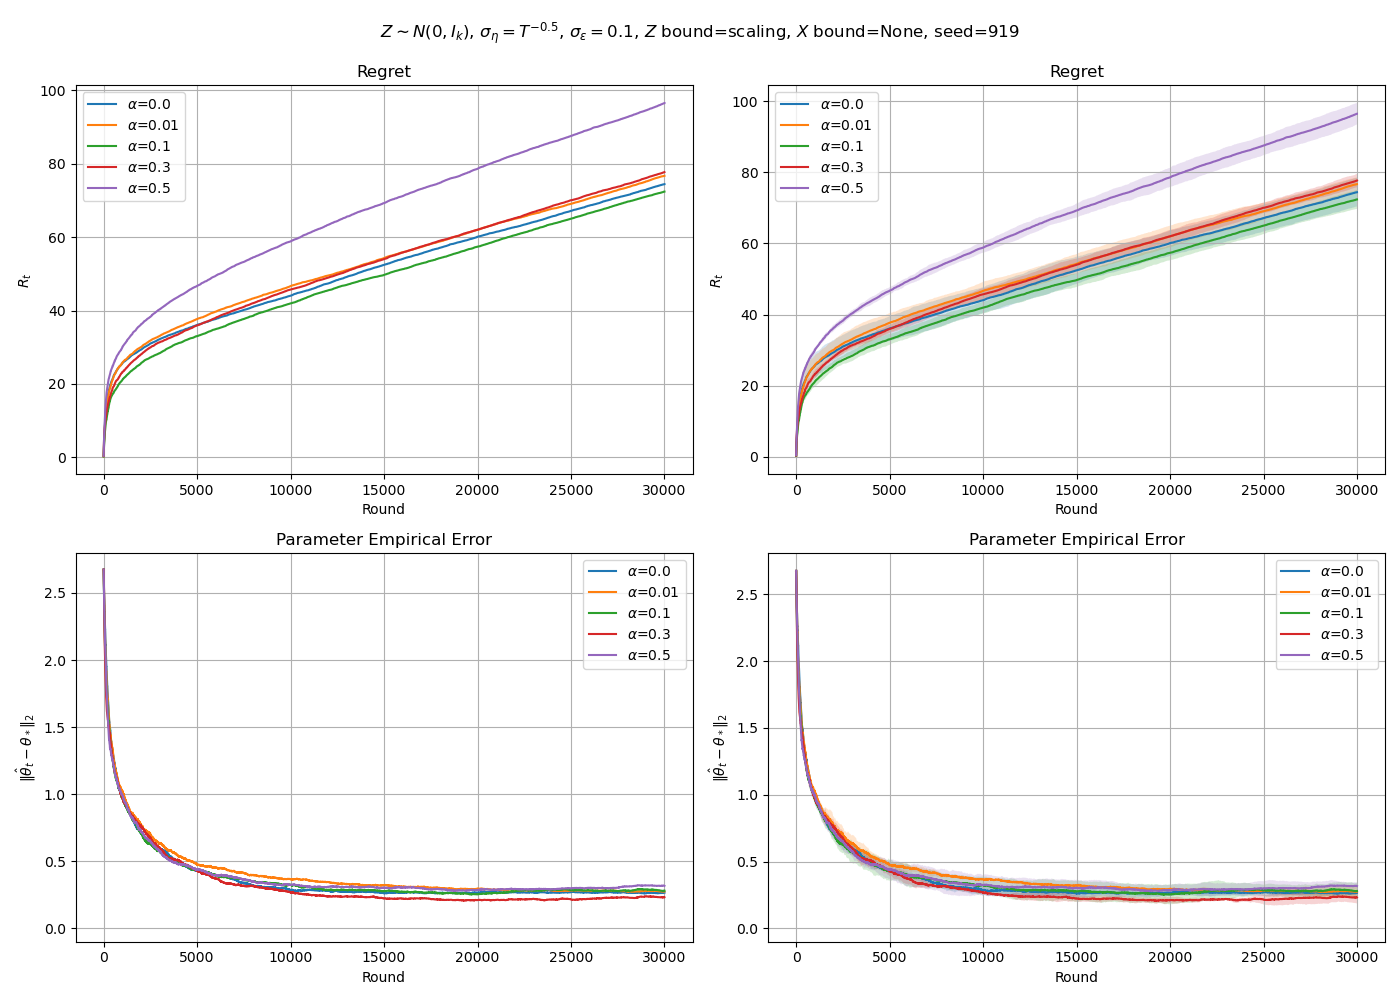 Z ∼ N(0, I_k), σ_η = T^{−0.5}, σ_ε = 0.1, Z bound=scaling, X bound=None, seed=919
Regret
100
80
60
40
20
0
R_t
0 5000 10000 15000 20000 25000 30000
Round
α=0.0
α=0.01
α=0.1
α=0.3
α=0.5
Regret
100
80
60
40
20
0
R_t
0 5000 10000 15000 20000 25000 30000
Round
α=0.0
α=0.01
α=0.1
α=0.3
α=0.5
Parameter Empirical Error
2.5
2.0
1.5
1.0
0.5
0.0
‖θ̂_t − θ_*‖_2
0 5000 10000 15000 20000 25000 30000
Round
α=0.0
α=0.01
α=0.1
α=0.3
α=0.5
Parameter Empirical Error
2.5
2.0
1.5
1.0
0.5
0.0
‖θ̂_t − θ_*‖_2
0 5000 10000 15000 20000 25000 30000
Round
α=0.0
α=0.01
α=0.1
α=0.3
α=0.5